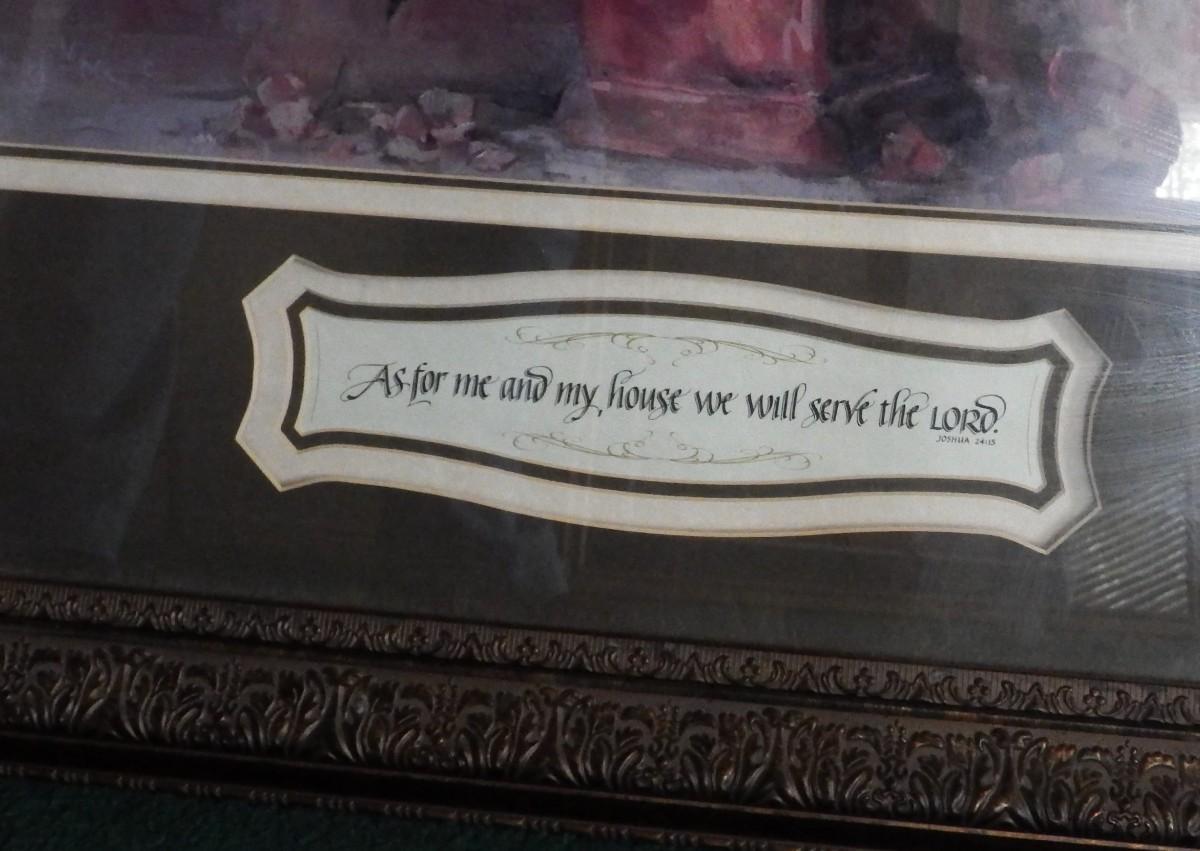 As for me and my house we will serve the LORD.
JOSHUA 24:15